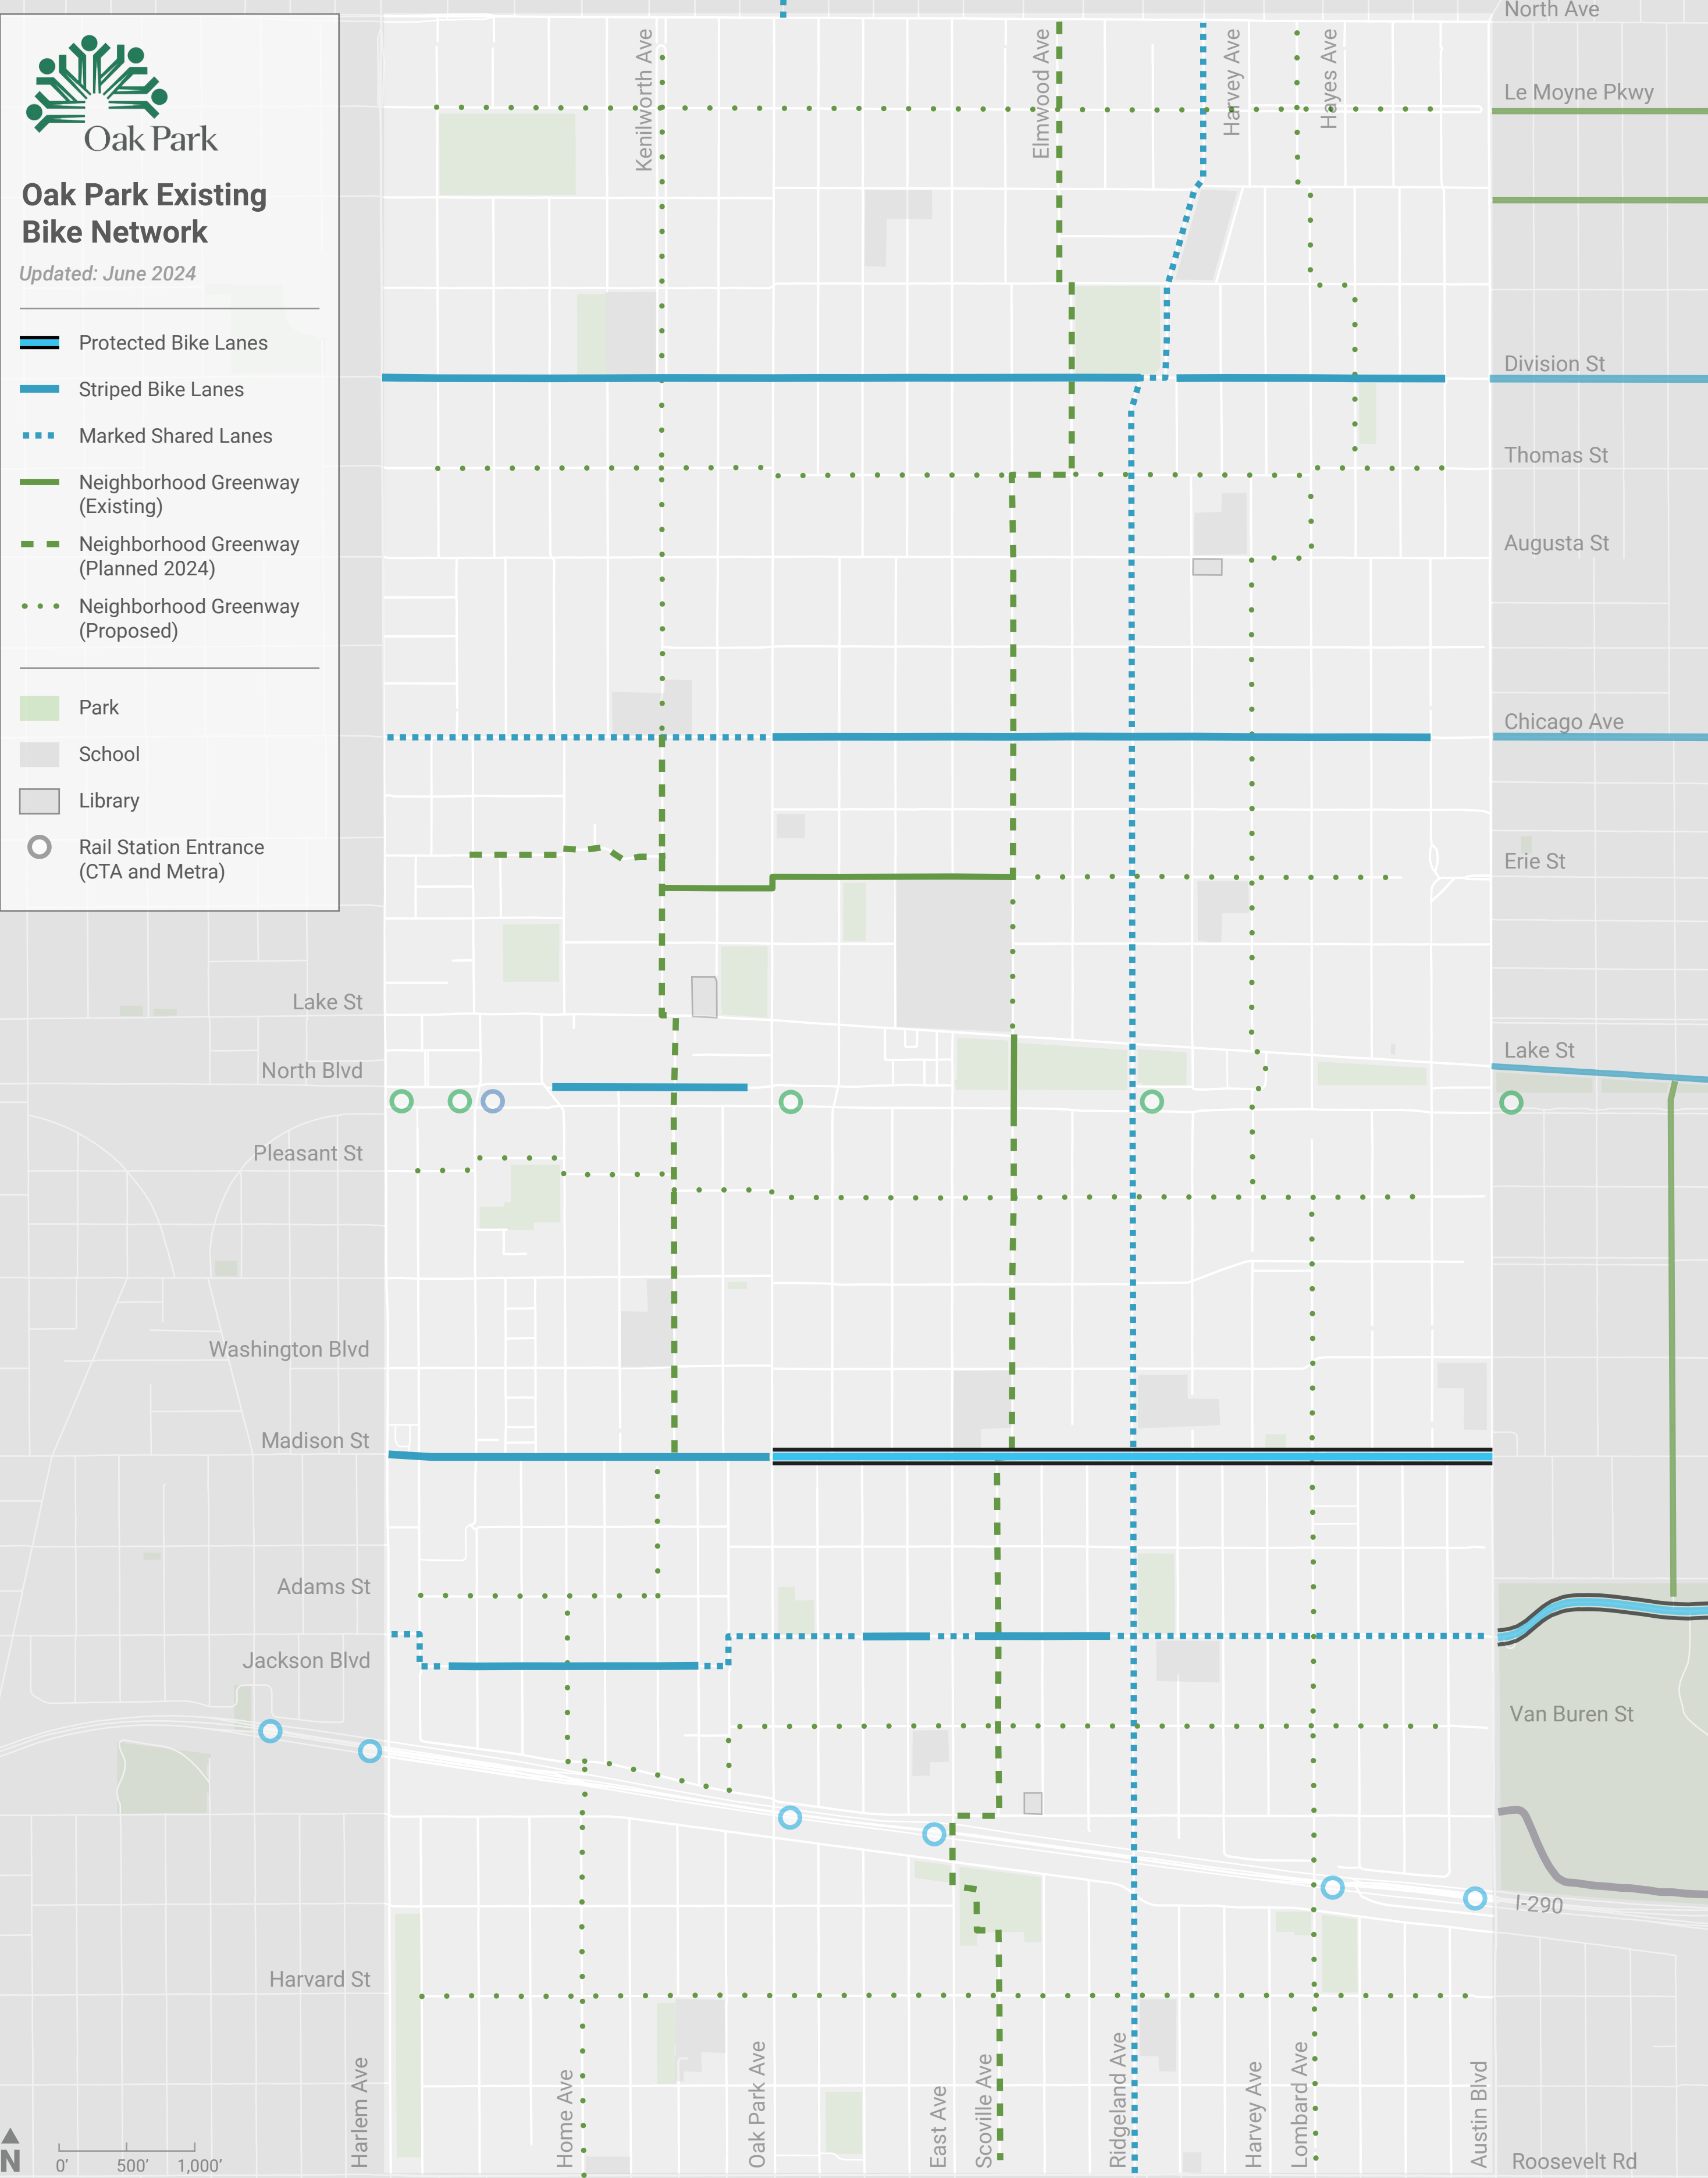 Oak Park
Oak Park Existing
Bike Network
Updated: June 2024
Protected Bike Lanes
Striped Bike Lanes
Marked Shared Lanes
Neighborhood Greenway
(Existing)
Neighborhood Greenway
(Planned 2024)
Neighborhood Greenway
(Proposed)
Park
School
Library
Rail Station Entrance
(CTA and Metra)
Kenilworth Ave
Elmwood Ave
Harvey Ave
Hayes Ave
North Ave
Le Moyne Pkwy
Division St
Thomas St
Augusta St
Chicago Ave
Erie St
Lake St
Lake St
North Blvd
Pleasant St
Washington Blvd
Madison St
Adams St
Jackson Blvd
Van Buren St
I-290
Harvard St
Harlem Ave
Home Ave
Oak Park Ave
East Ave
Scoville Ave
Ridgeland Ave
Harvey Ave
Lombard Ave
Austin Blvd
Roosevelt Rd
N
0' 500' 1,000'